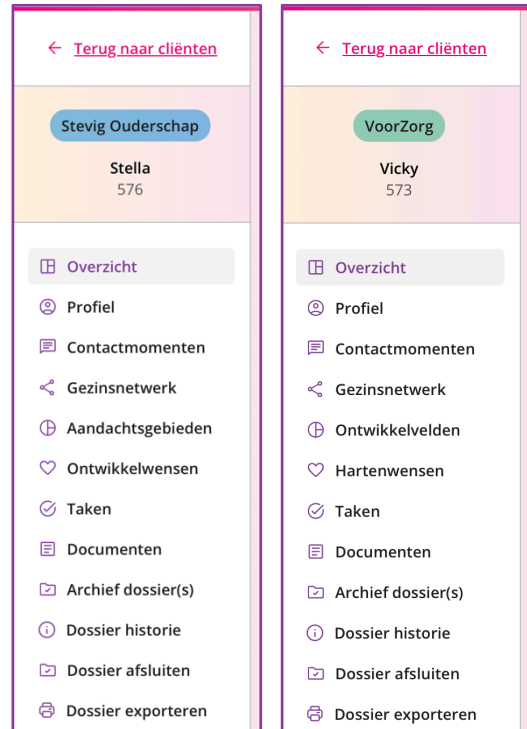 Terug naar cliënten
Stevig Ouderschap
Stella
576
Overzicht
Profiel
Contactmomenten
Gezinsnetwerk
Aandachtsgebieden
Ontwikkelwensen
Taken
Documenten
Archief dossier(s)
Dossier historie
Dossier afsluiten
Dossier exporteren
Terug naar cliënten
VoorZorg
Vicky
573
Overzicht
Profiel
Contactmomenten
Gezinsnetwerk
Ontwikkelvelden
Hartenwensen
Taken
Documenten
Archief dossier(s)
Dossier historie
Dossier afsluiten
Dossier exporteren